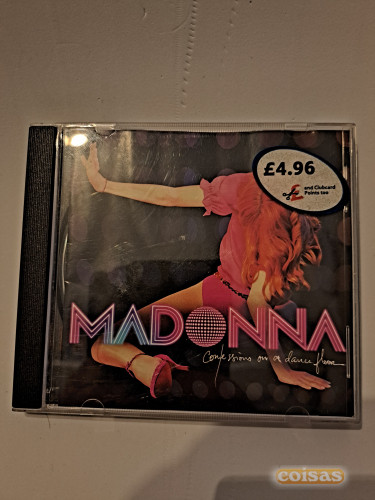 £4.96
and Clubcard
Points too
MADONNA
Confessions on a dance floor
coisas